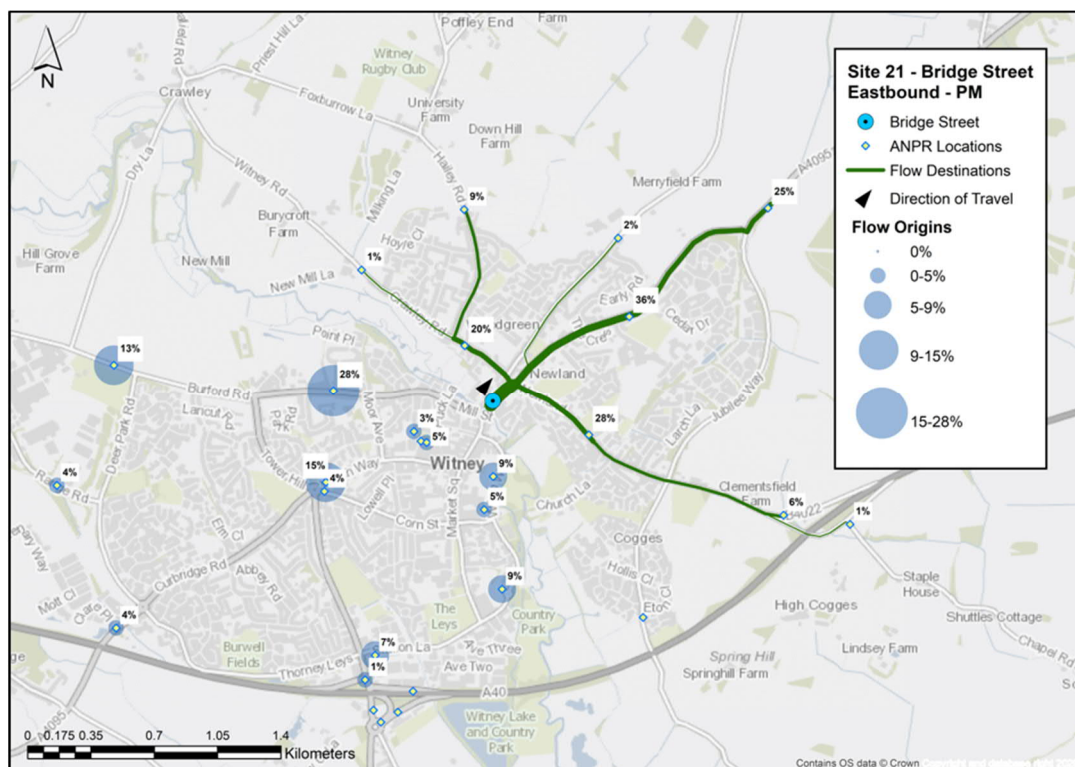 Site 21 - Bridge Street
Eastbound - PM
Bridge Street
ANPR Locations
Flow Destinations
Direction of Travel
Flow Origins
0%
0-5%
5-9%
9-15%
15-28%
N
Poffley End
Farm
Priest Hill La
Witney
Rugby Club
Crawley
Foxburrow La
University
Farm
Down Hill
Farm
Dry La
Witney Rd
Milking La
Hailey Rd
Merryfield Farm
A4095
25%
9%
2%
Burycroft
Farm
Hoyle Cl
Hill Grove
Farm
New Mill
1%
New Mill La
Early Rd
36%
Crawley Rd
20%
Cedar Dr
Point Pl
13%
Newland
28%
Burford Rd
Moor Ave
Mill St
Jubilee Way
Larch La
Deer Park Rd
3%
5%
28%
Witney
15%
4%
9%
4%
Tower Hill
Lowell Pl
Market Sq
5%
Church La
Clementsfield
Farm
6%
B4022
1%
Corn St
Elm Cl
Cogges
Curbridge Rd
Abbey Rd
Hollis Cl
Staple
House
9%
Eton Cl
High Cogges
Shuttles Cottage
Mott Cl
4%
The
Leys
Country
Park
Chapel Rd
Burwell
Fields
7%
Thorney Leys
Ave Three
Ave Two
1%
Spring Hill
Springhill Farm
Lindsey Farm
A40
A4095
Witney Lake
and Country
Park
0 0.175 0.35 0.7 1.05 1.4
Kilometers
Contains OS data © Crown Copyright and database right